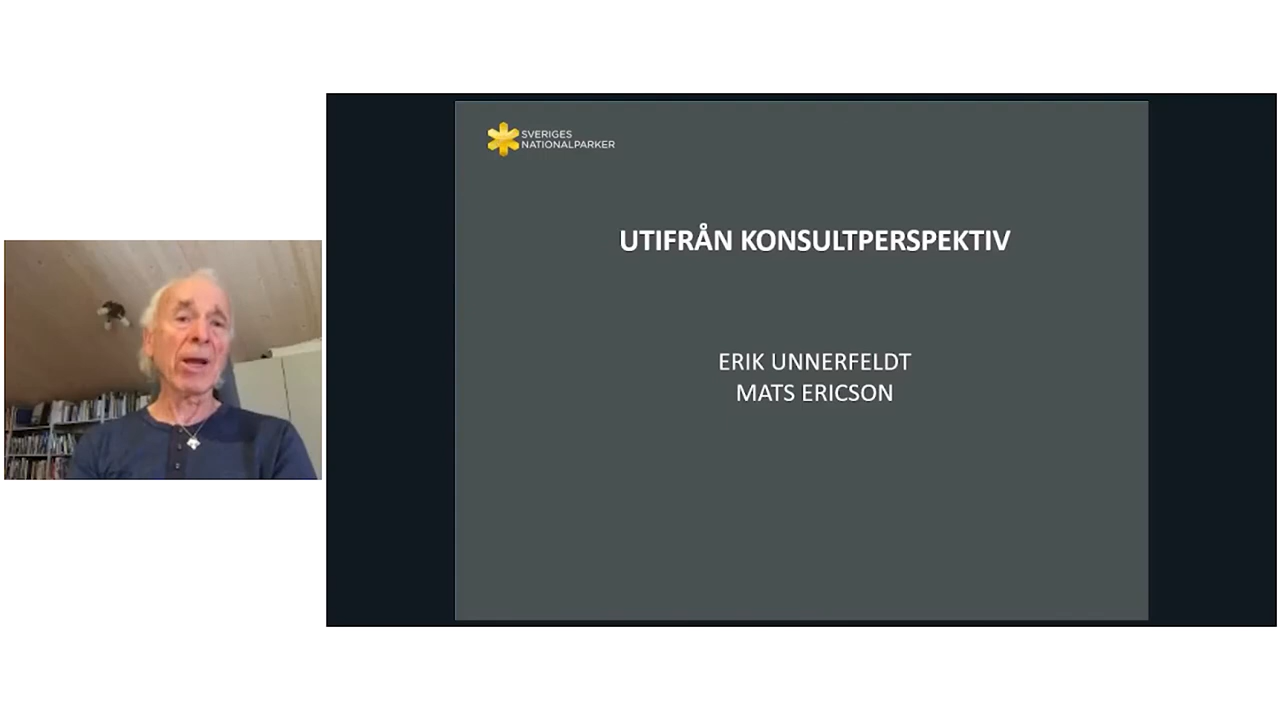 SVERIGES
NATIONALPARKER
UTIFRÅN KONSULTPERSPEKTIV
ERIK UNNERFELDT
MATS ERICSON